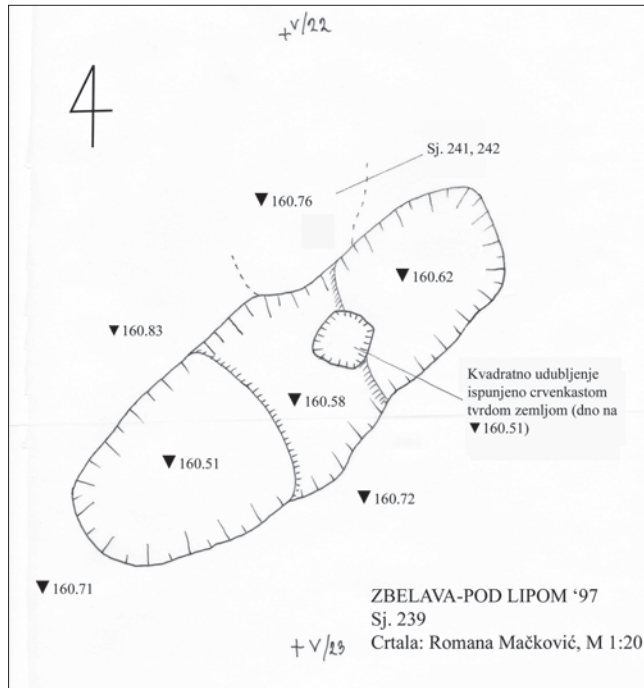 +V/22
4
Sj. 241, 242
▼160.76
▼160.62
▼160.83
Kvadratno udubljenje
ispunjeno crvenkastom
tvrdom zemljom (dno na
▼160.51)
▼160.58
▼160.51
▼160.72
▼160.71
ZBELAVA-POD LIPOM ‘97
Sj. 239
Crtala: Romana Mačković, M 1:20
+V/23